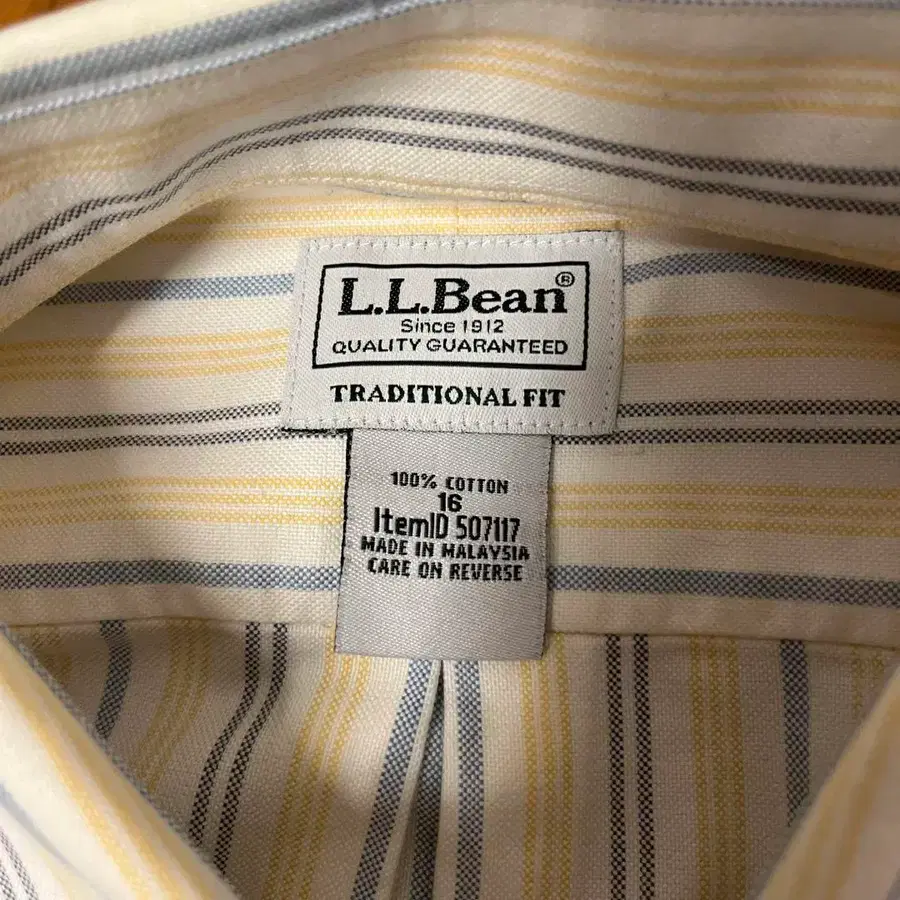 L.L.Bean®
Since 1912
QUALITY GUARANTEED
TRADITIONAL FIT
100% COTTON
16
ItemID 507117
MADE IN MALAYSIA
CARE ON REVERSE